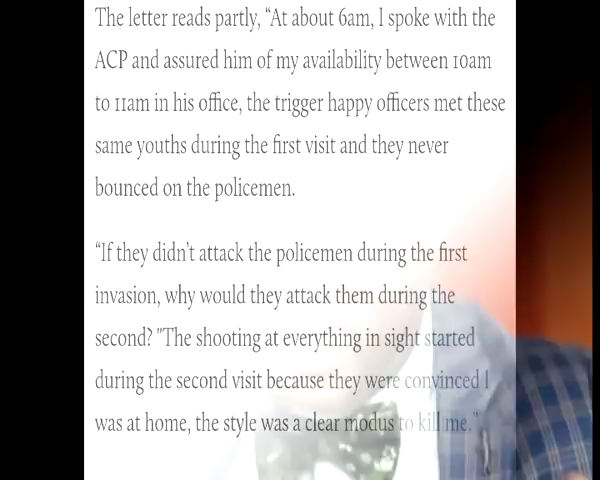 The letter reads partly, “At about 6am, I spoke with the
ACP and assured him of my availability between 10am
to 11am in his office, the trigger happy officers met these
same youths during the first visit and they never
bounced on the policemen.
“If they didn’t attack the policemen during the first
invasion, why would they attack them during the
second? "The shooting at everything in sight started
during the second visit because they were convinced I
was at home, the style was a clear modus to kill me."